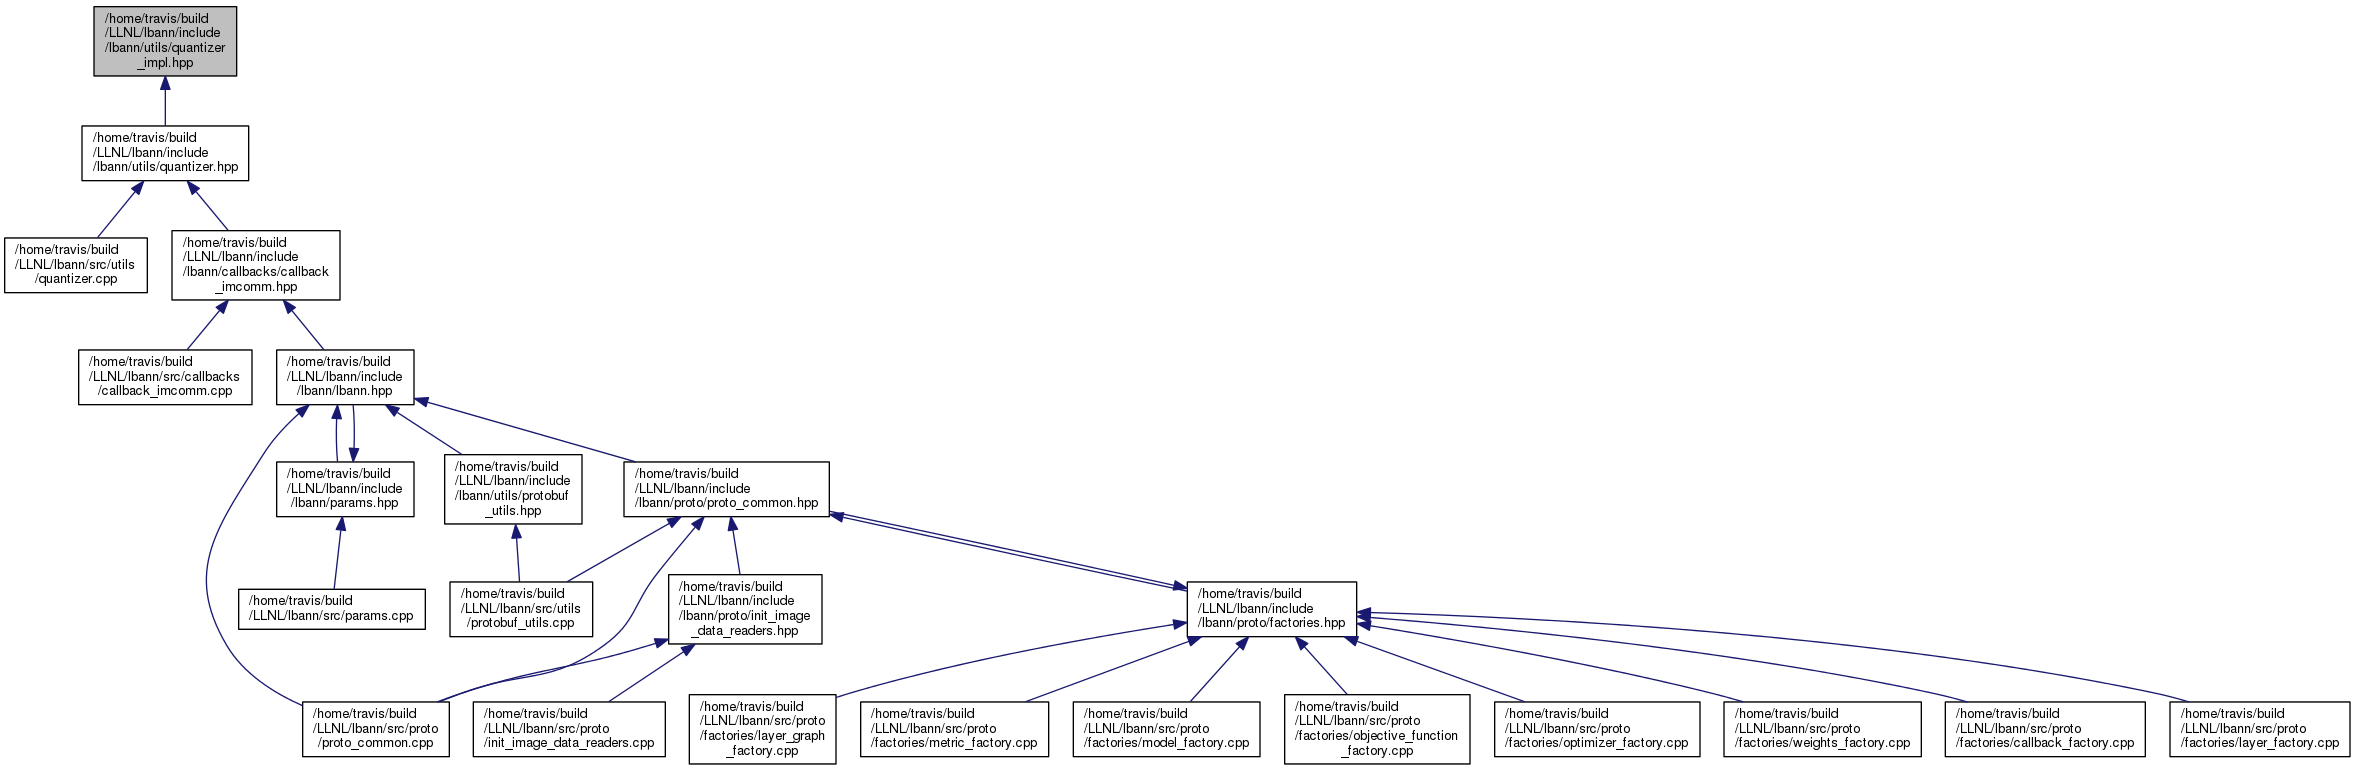 /home/travis/build
/LLNL/lbann/include
/lbann/utils/quantizer
_impl.hpp
/home/travis/build
/LLNL/lbann/include
/lbann/utils/quantizer.hpp
/home/travis/build
/LLNL/lbann/src/utils
/quantizer.cpp
/home/travis/build
/LLNL/lbann/include
/lbann/callbacks/callback
_imcomm.hpp
/home/travis/build
/LLNL/lbann/src/callbacks
/callback_imcomm.cpp
/home/travis/build
/LLNL/lbann/include
/lbann/lbann.hpp
/home/travis/build
/LLNL/lbann/include
/lbann/params.hpp
/home/travis/build
/LLNL/lbann/include
/lbann/utils/protobuf
_utils.hpp
/home/travis/build
/LLNL/lbann/include
/lbann/proto/proto_common.hpp
/home/travis/build
/LLNL/lbann/src/params.cpp
/home/travis/build
/LLNL/lbann/src/utils
/protobuf_utils.cpp
/home/travis/build
/LLNL/lbann/include
/lbann/proto/init_image
_data_readers.hpp
/home/travis/build
/LLNL/lbann/include
/lbann/proto/factories.hpp
/home/travis/build
/LLNL/lbann/src/proto
/proto_common.cpp
/home/travis/build
/LLNL/lbann/src/proto
/init_image_data_readers.cpp
/home/travis/build
/LLNL/lbann/src/proto
/factories/layer_graph
_factory.cpp
/home/travis/build
/LLNL/lbann/src/proto
/factories/metric_factory.cpp
/home/travis/build
/LLNL/lbann/src/proto
/factories/model_factory.cpp
/home/travis/build
/LLNL/lbann/src/proto
/factories/objective_function
_factory.cpp
/home/travis/build
/LLNL/lbann/src/proto
/factories/optimizer_factory.cpp
/home/travis/build
/LLNL/lbann/src/proto
/factories/weights_factory.cpp
/home/travis/build
/LLNL/lbann/src/proto
/factories/callback_factory.cpp
/home/travis/build
/LLNL/lbann/src/proto
/factories/layer_factory.cpp